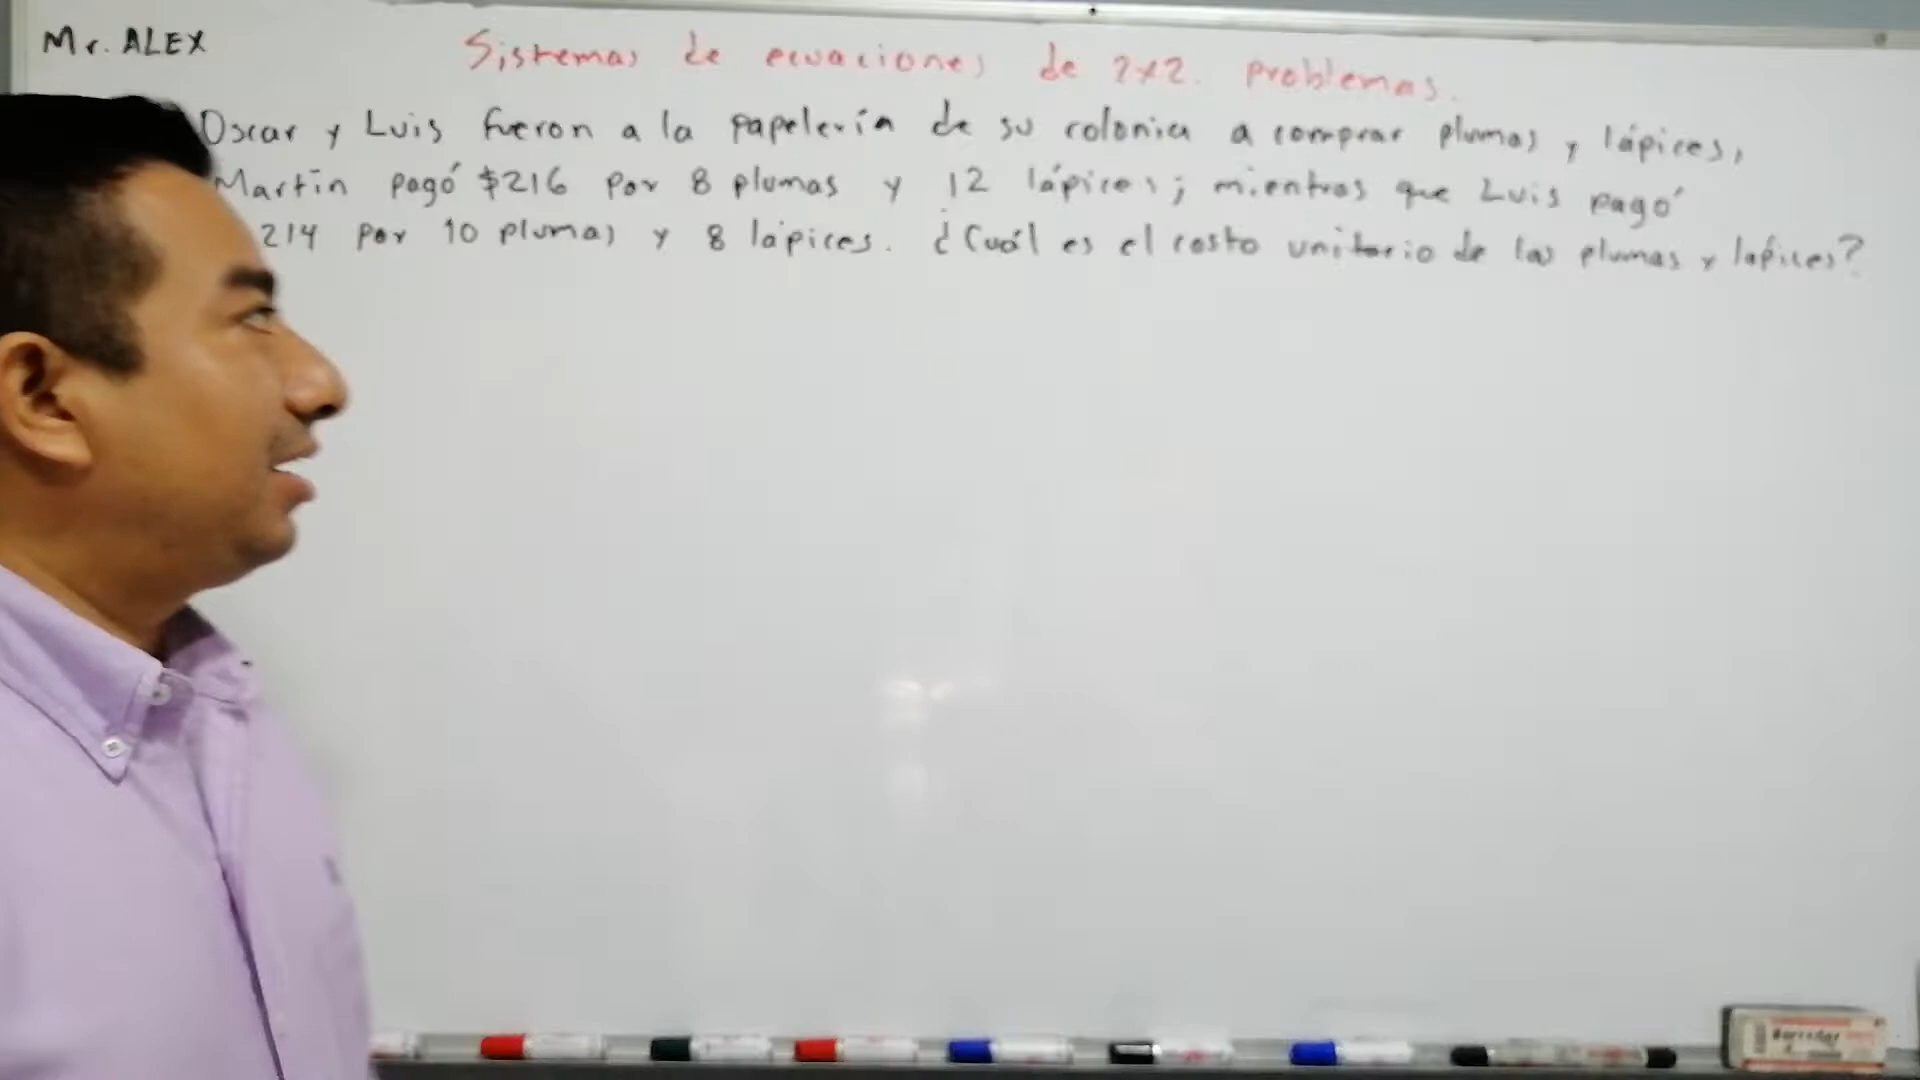 Mr. ALEX
Sistemas de ecuaciones de 2x2. problemas.
Oscar y Luis fueron a la papelería de su colonia a comprar plumas y lápices,
Martín pagó $216 por 8 plumas y 12 lápices; mientras que Luis pagó
214 por 10 plumas y 8 lápices. ¿Cuál es el costo unitario de las plumas y lápices?
Borrador